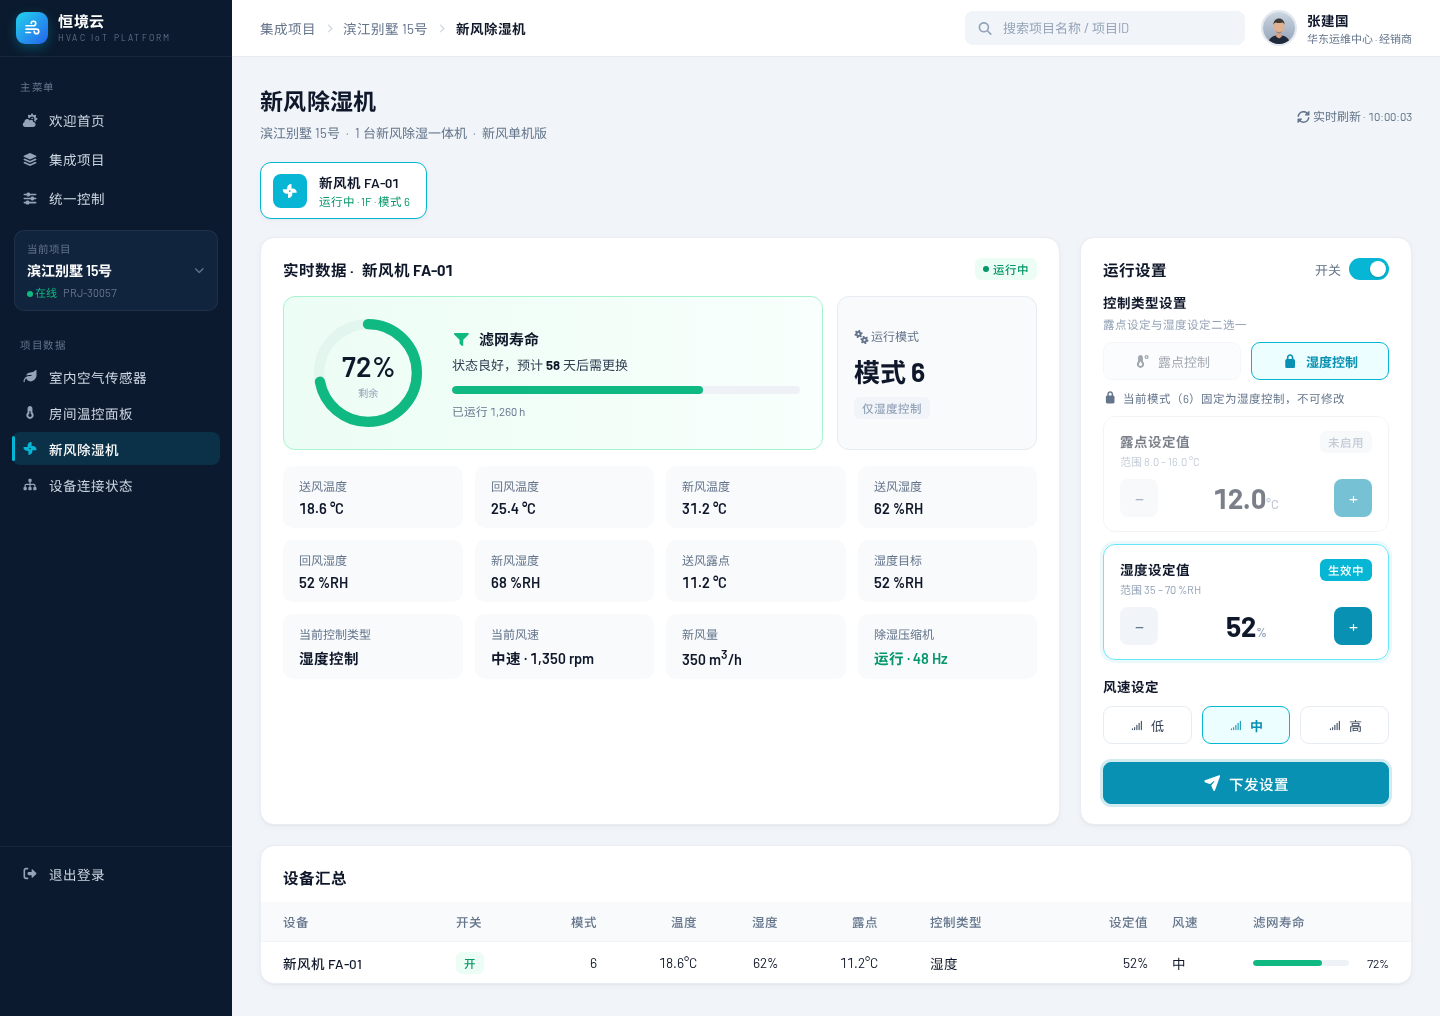 恒境云
HVAC IoT PLATFORM
主菜单
欢迎首页
集成项目
统一控制
当前项目
滨江别墅 15号
在线 PRJ-30057
项目数据
室内空气传感器
房间温控面板
新风除湿机
设备连接状态
退出登录
集成项目 滨江别墅 15号 新风除湿机
搜索项目名称 / 项目ID
张建国
华东运维中心 · 经销商
新风除湿机
滨江别墅 15号 · 1 台新风除湿一体机 · 新风单机版
实时刷新 · 10:00:03
新风机 FA-01
运行中 · 1F · 模式 6
实时数据 · 新风机 FA-01
运行中
72%
剩余
滤网寿命
状态良好，预计 58 天后需更换
已运行 1,260 h
运行模式
模式 6
仅湿度控制
送风温度
18.6 ℃
回风温度
25.4 ℃
新风温度
31.2 ℃
送风湿度
62 %RH
回风湿度
52 %RH
新风湿度
68 %RH
送风露点
11.2 ℃
湿度目标
52 %RH
当前控制类型
湿度控制
当前风速
中速 · 1,350 rpm
新风量
350 m³/h
除湿压缩机
运行 · 48 Hz
运行设置
开关
控制类型设置
露点设定与湿度设定二选一
露点控制
湿度控制
当前模式（6）固定为湿度控制，不可修改
露点设定值
未启用
范围 8.0 – 16.0 ℃
− 12.0 ℃ +
湿度设定值
生效中
范围 35 – 70 %RH
− 52 % +
风速设定
低 中 高
下发设置
设备汇总
设备 开关 模式 温度 湿度 露点 控制类型 设定值 风速 滤网寿命
新风机 FA-01 开 6 18.6℃ 62% 11.2℃ 湿度 52% 中 72%